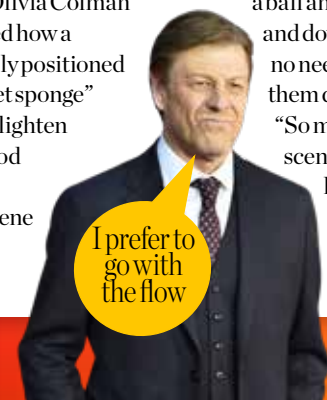 Olivia Colman
ed how a
ly positioned
et sponge”
lighten
od
ene
I prefer to
go with
the flow
a ball an
and do
no nee
them d
“So m
scen